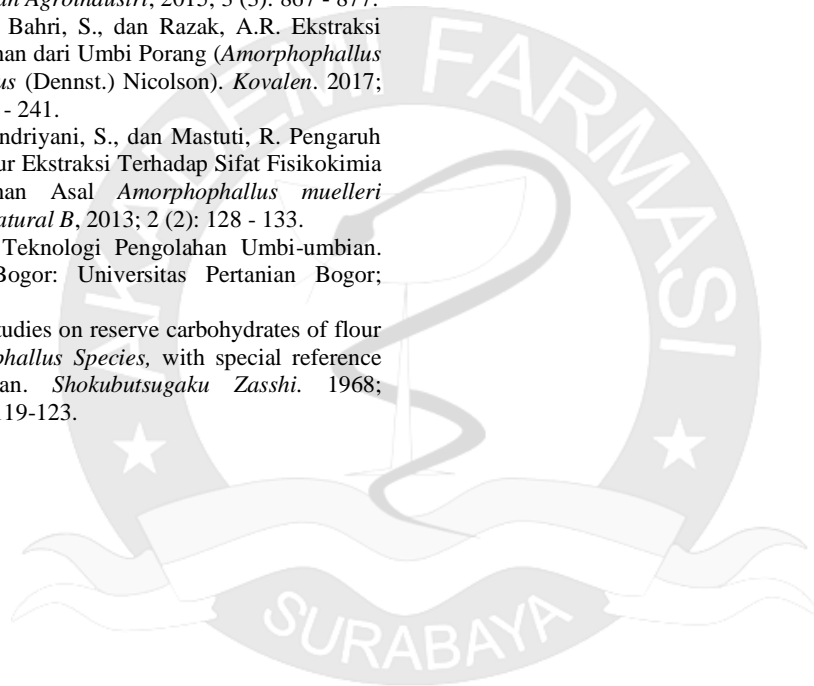 an Agroindustri, 2015; 3 (3): 867 - 877.
Bahri, S., dan Razak, A.R. Ekstraksi
nan dari Umbi Porang (Amorphophallus
us (Dennst.) Nicolson). Kovalen. 2017;
- 241.
ndriyani, S., dan Mastuti, R. Pengaruh
ur Ekstraksi Terhadap Sifat Fisikokimia
nan Asal Amorphophallus muelleri
atural B, 2013; 2 (2): 128 - 133.
Teknologi Pengolahan Umbi-umbian.
Bogor: Universitas Pertanian Bogor;
tudies on reserve carbohydrates of flour
phallus Species, with special reference
an. Shokubutsugaku Zasshi. 1968;
119-123.
AKADEMI FARMASI
SURABAYA